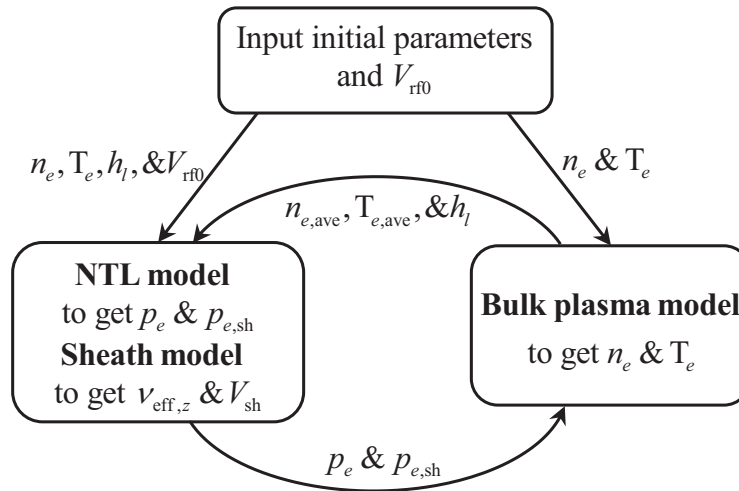 Input initial parameters
and V_rf0
n_e, T_e, h_l, &V_rf0
n_e & T_e
n_e,ave, T_e,ave, &h_l
NTL model
to get p_e & p_e,sh
Sheath model
to get ν_eff,z & V_sh
Bulk plasma model
to get n_e & T_e
p_e & p_e,sh